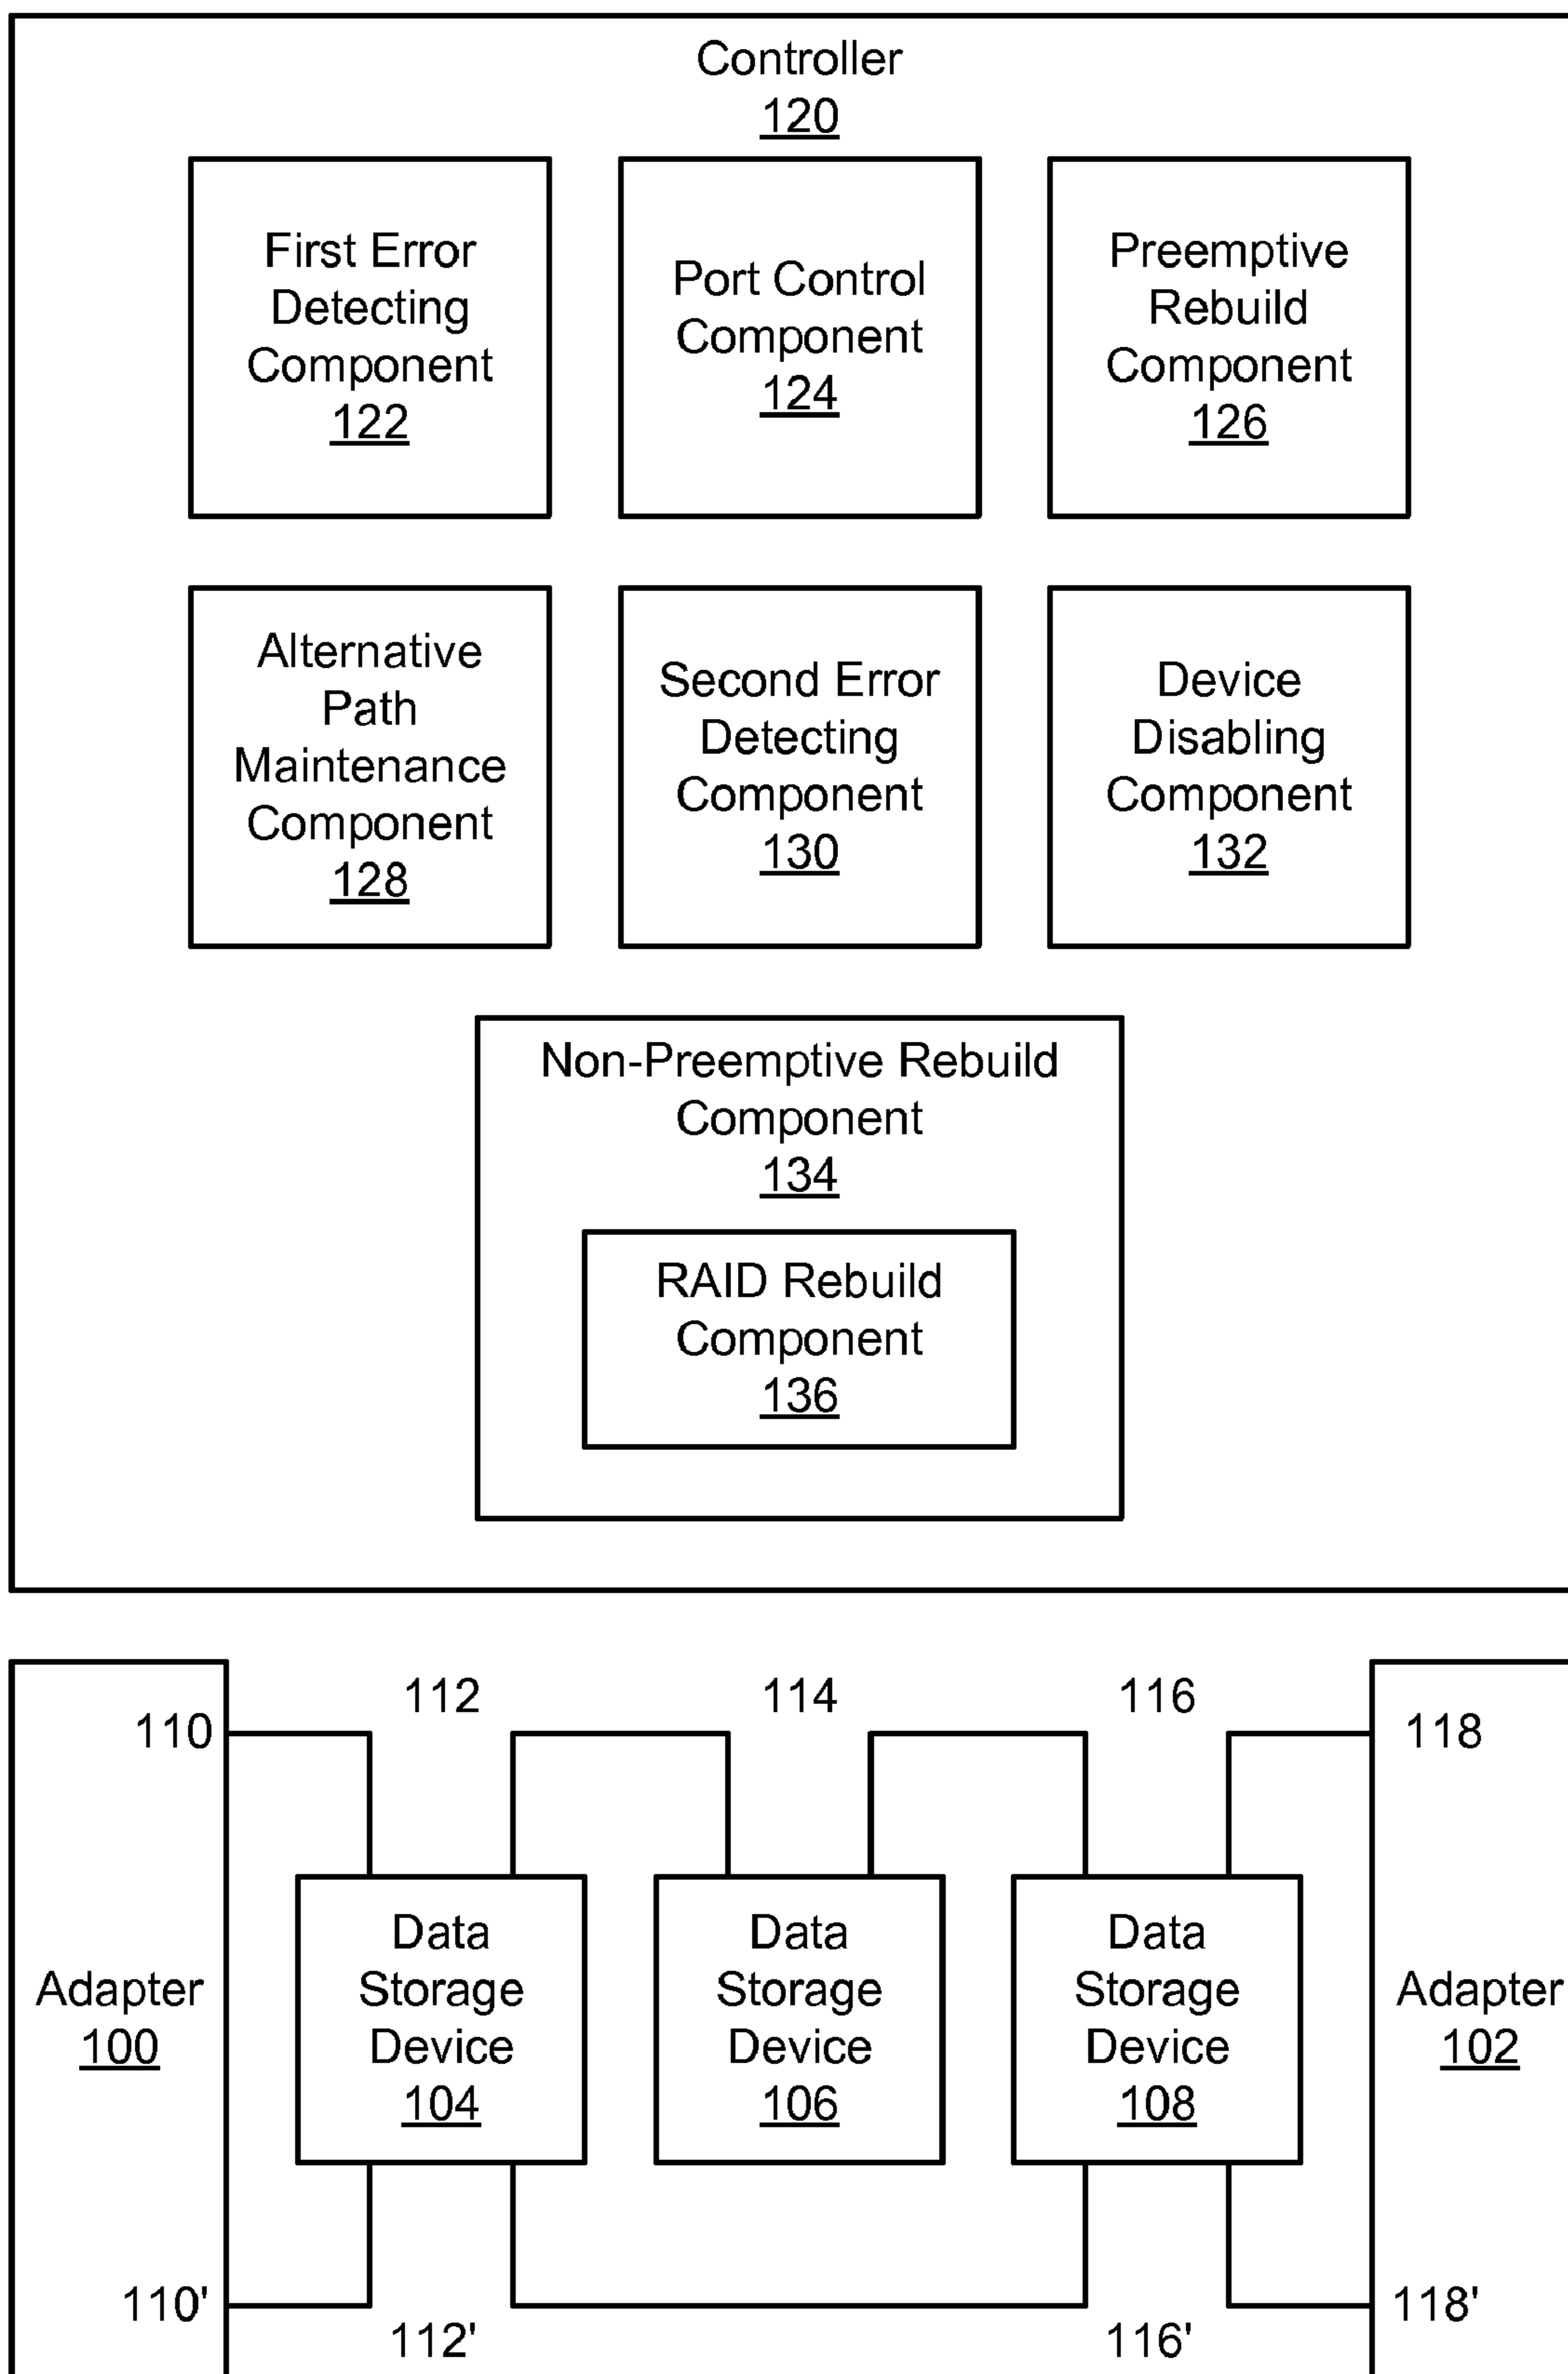 Controller
120
First Error
Detecting
Component
122
Port Control
Component
124
Preemptive
Rebuild
Component
126
Alternative
Path
Maintenance
Component
128
Second Error
Detecting
Component
130
Device
Disabling
Component
132
Non-Preemptive Rebuild
Component
134
RAID Rebuild
Component
136
112
114
116
110
118
Adapter
100
Data
Storage
Device
104
Data
Storage
Device
106
Data
Storage
Device
108
Adapter
102
110'
118'
112'
116'